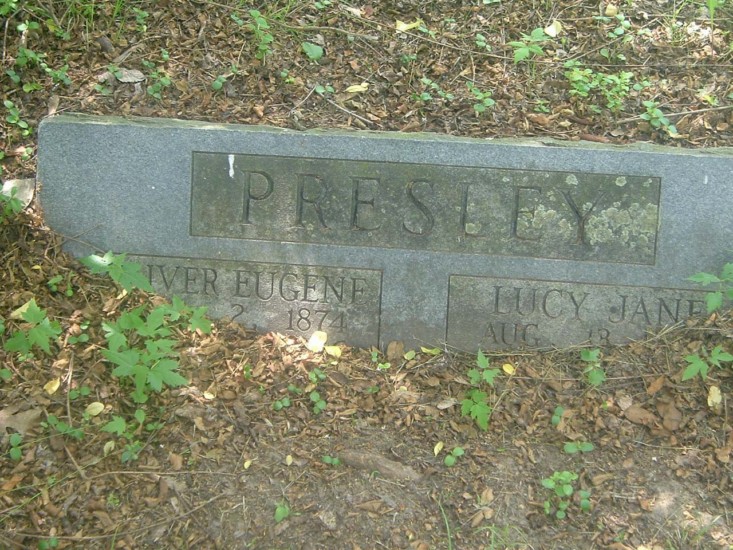 PRESLEY
IVER EUGENE
2, 1874
LUCY JANE
AUG. 13